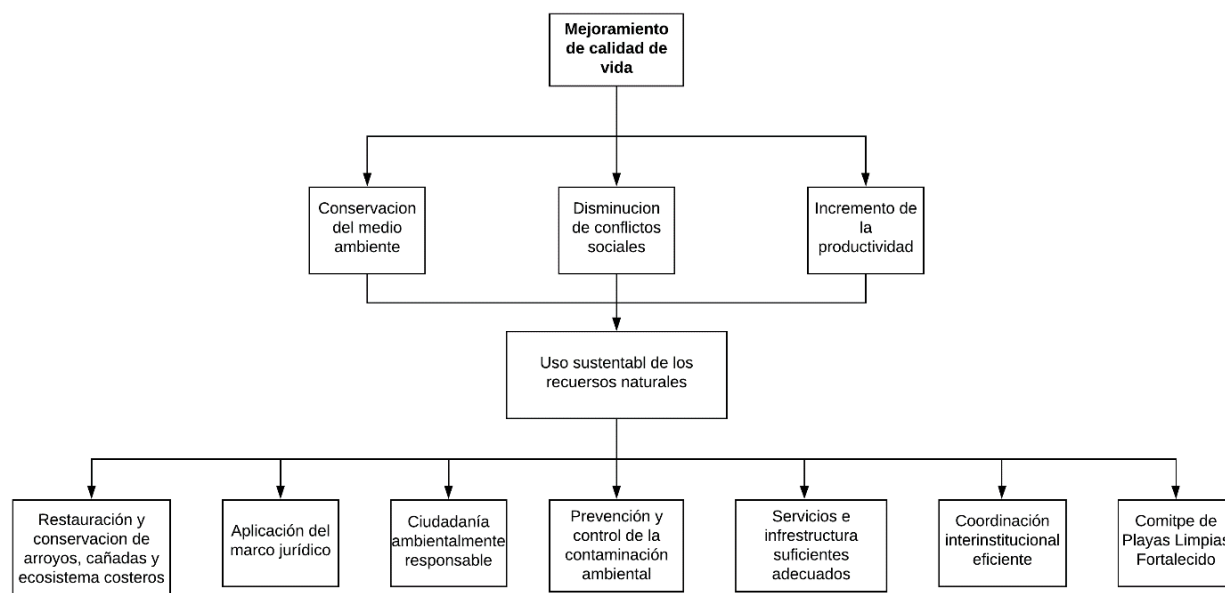 Mejoramiento
de calidad de
vida
Conservacion
del medio
ambiente
Disminucion
de conflictos
sociales
Incremento de
la
productividad
Uso sustentabl de los
recuersos naturales
Restauración y
conservacion de
arroyos, cañadas y
ecosistema costeros
Aplicación del
marco jurídico
Ciudadanía
ambientalmente
responsable
Prevención y
control de la
contaminación
ambiental
Servicios e
infrestructura
suficientes
adecuados
Coordinación
interinstitucional
eficiente
Comitpe de
Playas Limpias
Fortalecido